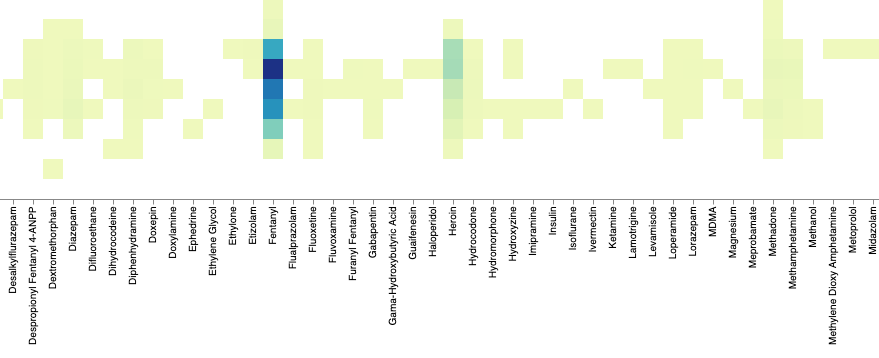 Desalkylflurazepam
Despropionyl Fentanyl 4-ANPP
Dextromethorphan
Diazepam
Difluoroethane
Dihydrocodeine
Diphenhydramine
Doxepin
Doxylamine
Ephedrine
Ethylene Glycol
Ethylone
Etizolam
Fentanyl
Flualprazolam
Fluoxetine
Fluvoxamine
Furanyl Fentanyl
Gabapentin
Gama-Hydroxybutyric Acid
Guaifenesin
Haloperidol
Heroin
Hydrocodone
Hydromorphone
Hydroxyzine
Imipramine
Insulin
Isoflurane
Ivermectin
Ketamine
Lamotrigine
Levamisole
Loperamide
Lorazepam
MDMA
Magnesium
Meprobamate
Methadone
Methamphetamine
Methanol
Methylene Dioxy Amphetamine
Metoprolol
Midazolam